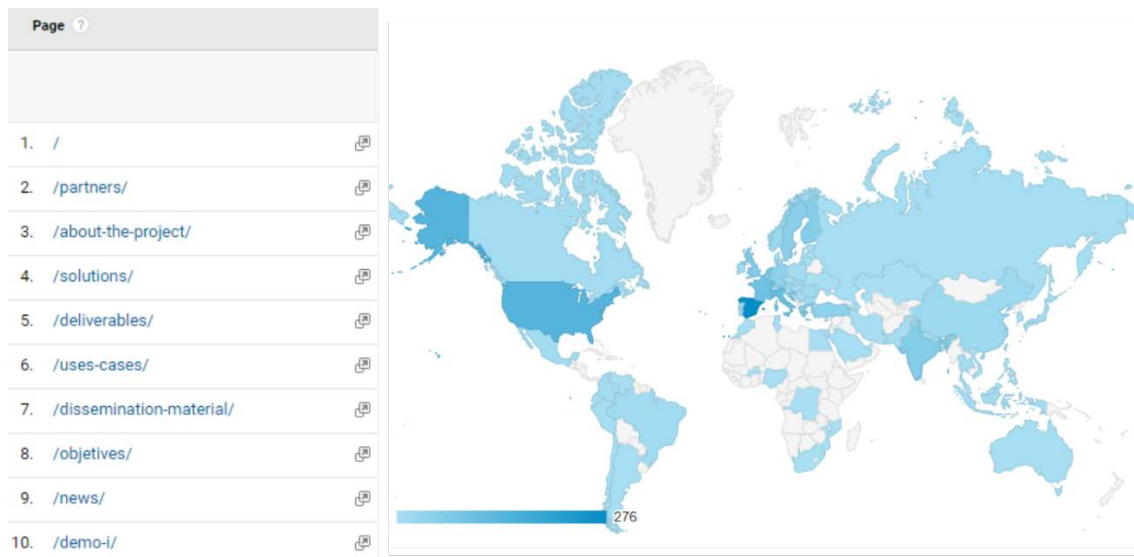 Page ?
1. /
2. /partners/
3. /about-the-project/
4. /solutions/
5. /deliverables/
6. /uses-cases/
7. /dissemination-material/
8. /objetives/
9. /news/
10. /demo-i/
276